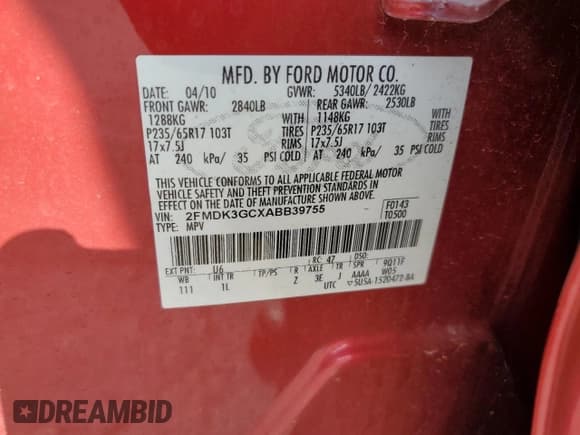 MFD. BY FORD MOTOR CO.
DATE: 04/10 GVWR: 5340LB/2422KG
FRONT GAWR: 2840LB REAR GAWR: 2530LB
1288KG WITH 1148KG WITH
P235/65R17 103T TIRES P235/65R17 103T TIRES
17x7.5J RIMS 17x7.5J RIMS
AT 240 kPa/ 35 PSI COLD AT 240 kPa/ 35 PSI COLD
THIS VEHICLE CONFORMS TO ALL APPLICABLE FEDERAL MOTOR
VEHICLE SAFETY AND THEFT PREVENTION STANDARDS IN
EFFECT ON THE DATE OF MANUFACTURE SHOWN ABOVE.
VIN: 2FMDK3GCXABB39755 F0143
TYPE: MPV T0500
EXT PNT: U6 RC: 47 DSO:
WB INT TR TP/PS R AXLE TR SPR 9Q11F
111 1L Z 3E J AAAA W05
UTC ▽5U5A-1520472-BA
Ford
DREAMBID